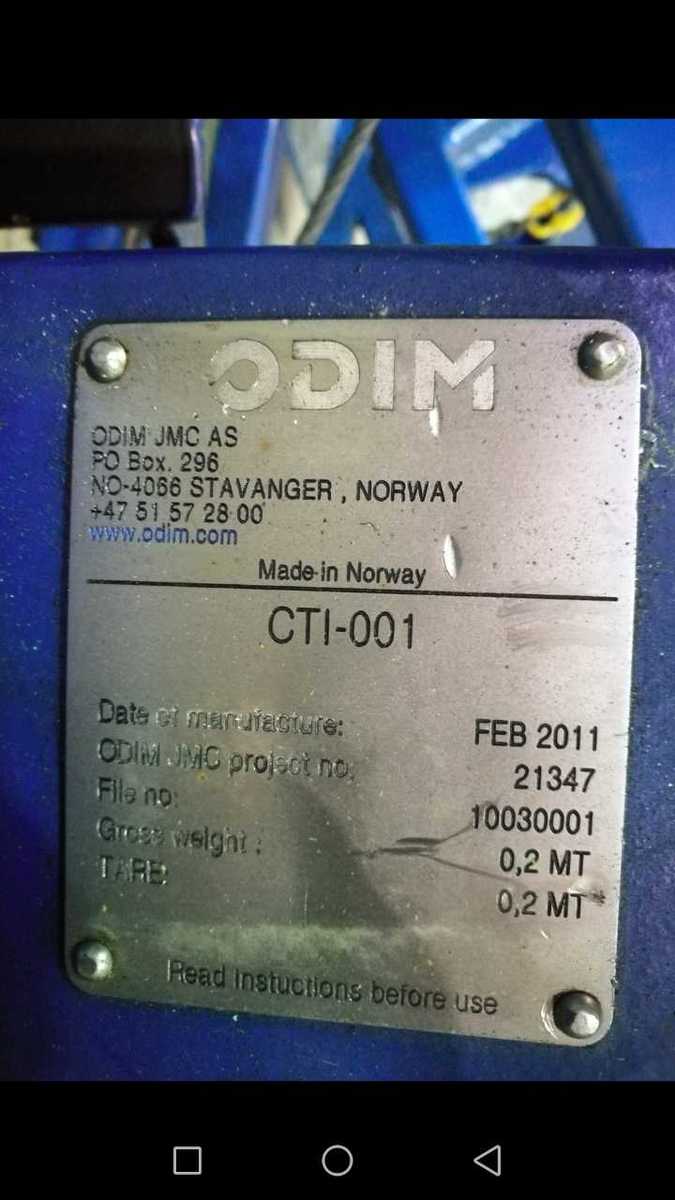 ODIM
ODIM JMC AS
PO Box. 296
NO-4066 STAVANGER , NORWAY
+47 51 57 28 00
www.odim.com
Made in Norway
CTI-001
Date of manufacture: FEB 2011
ODIM JMC project no: 21347
File no: 10030001
Gross weight : 0,2 MT
TARE: 0,2 MT
Read instuctions before use